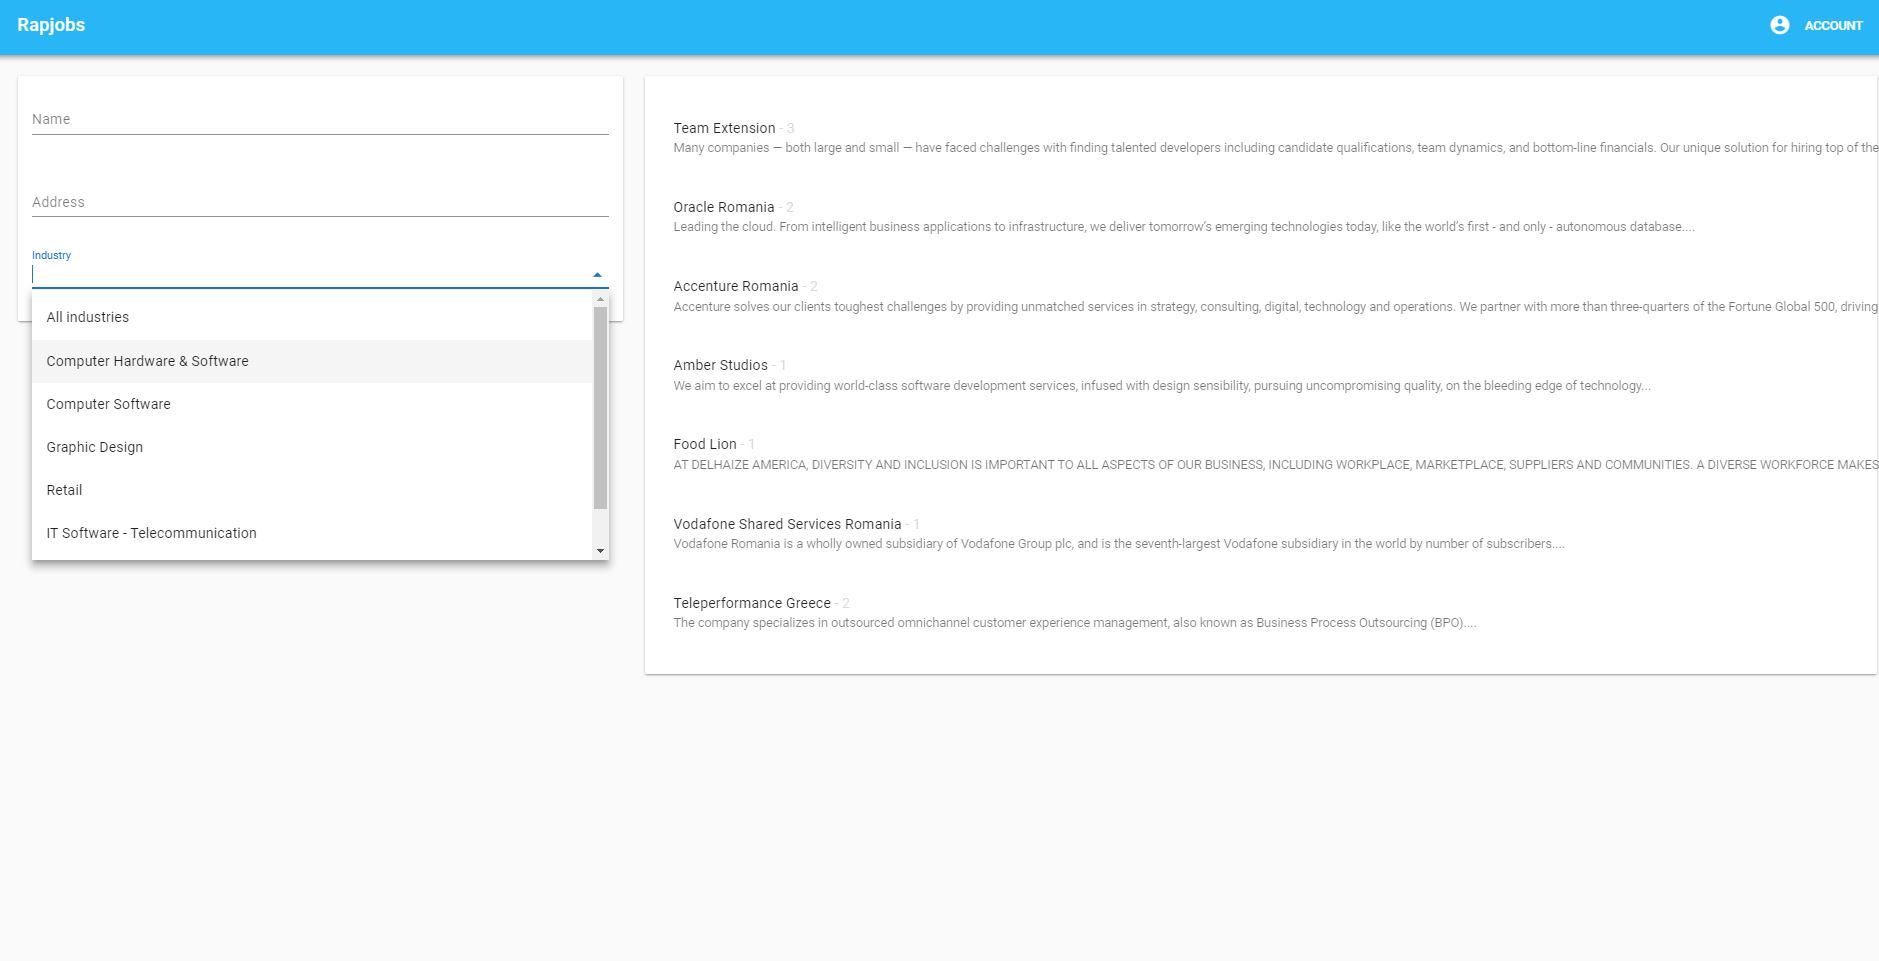 Rapjobs
ACCOUNT
Name
Address
Industry
All industries
Computer Hardware & Software
Computer Software
Graphic Design
Retail
IT Software - Telecommunication
Team Extension - 3
Many companies — both large and small — have faced challenges with finding talented developers including candidate qualifications, team dynamics, and bottom-line financials. Our unique solution for hiring top of the
Oracle Romania - 2
Leading the cloud. From intelligent business applications to infrastructure, we deliver tomorrow’s emerging technologies today, like the world’s first - and only - autonomous database....
Accenture Romania - 2
Accenture solves our clients toughest challenges by providing unmatched services in strategy, consulting, digital, technology and operations. We partner with more than three-quarters of the Fortune Global 500, driving
Amber Studios - 1
We aim to excel at providing world-class software development services, infused with design sensibility, pursuing uncompromising quality, on the bleeding edge of technology...
Food Lion - 1
AT DELHAIZE AMERICA, DIVERSITY AND INCLUSION IS IMPORTANT TO ALL ASPECTS OF OUR BUSINESS, INCLUDING WORKPLACE, MARKETPLACE, SUPPLIERS AND COMMUNITIES. A DIVERSE WORKFORCE MAKES
Vodafone Shared Services Romania - 1
Vodafone Romania is a wholly owned subsidiary of Vodafone Group plc, and is the seventh-largest Vodafone subsidiary in the world by number of subscribers....
Teleperformance Greece - 2
The company specializes in outsourced omnichannel customer experience management, also known as Business Process Outsourcing (BPO)....